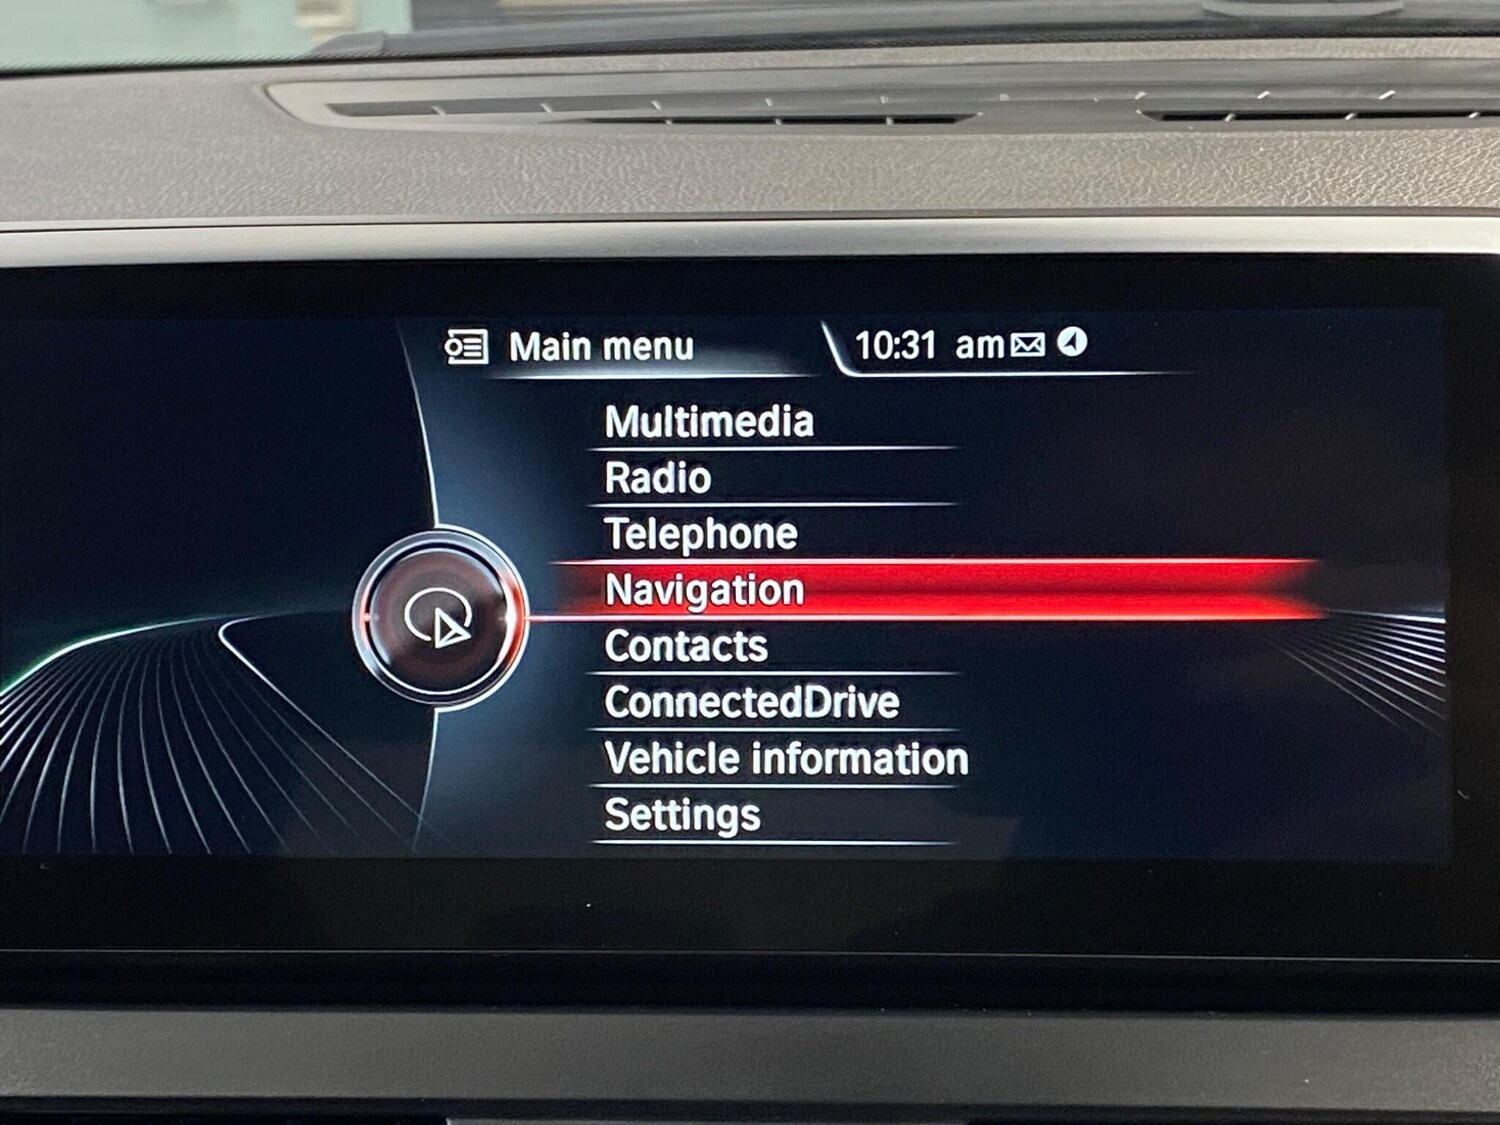 Main menu 10:31 am
Multimedia
Radio
Telephone
Navigation
Contacts
ConnectedDrive
Vehicle information
Settings